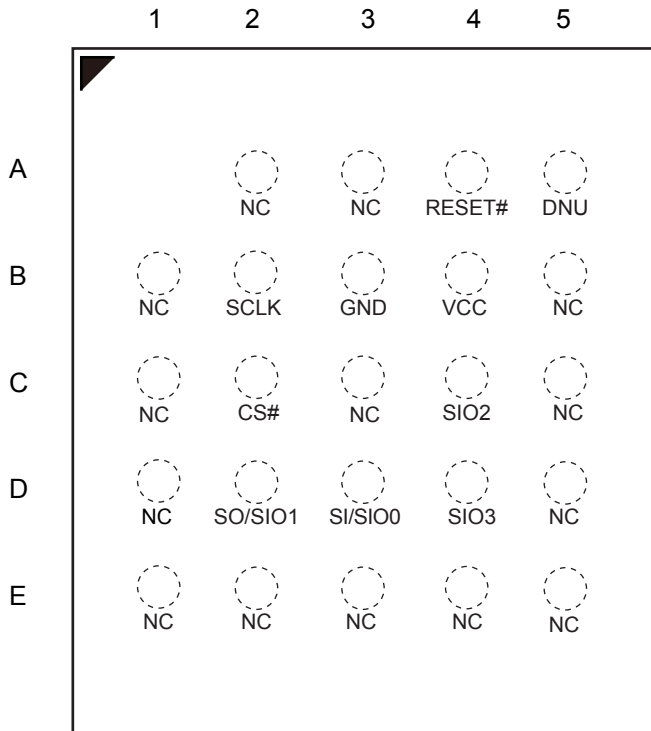 1 2 3 4 5
A
NC NC RESET# DNU
B
NC SCLK GND VCC NC
C
NC CS# NC SIO2 NC
D
NC SO/SIO1 SI/SIO0 SIO3 NC
E
NC NC NC NC NC